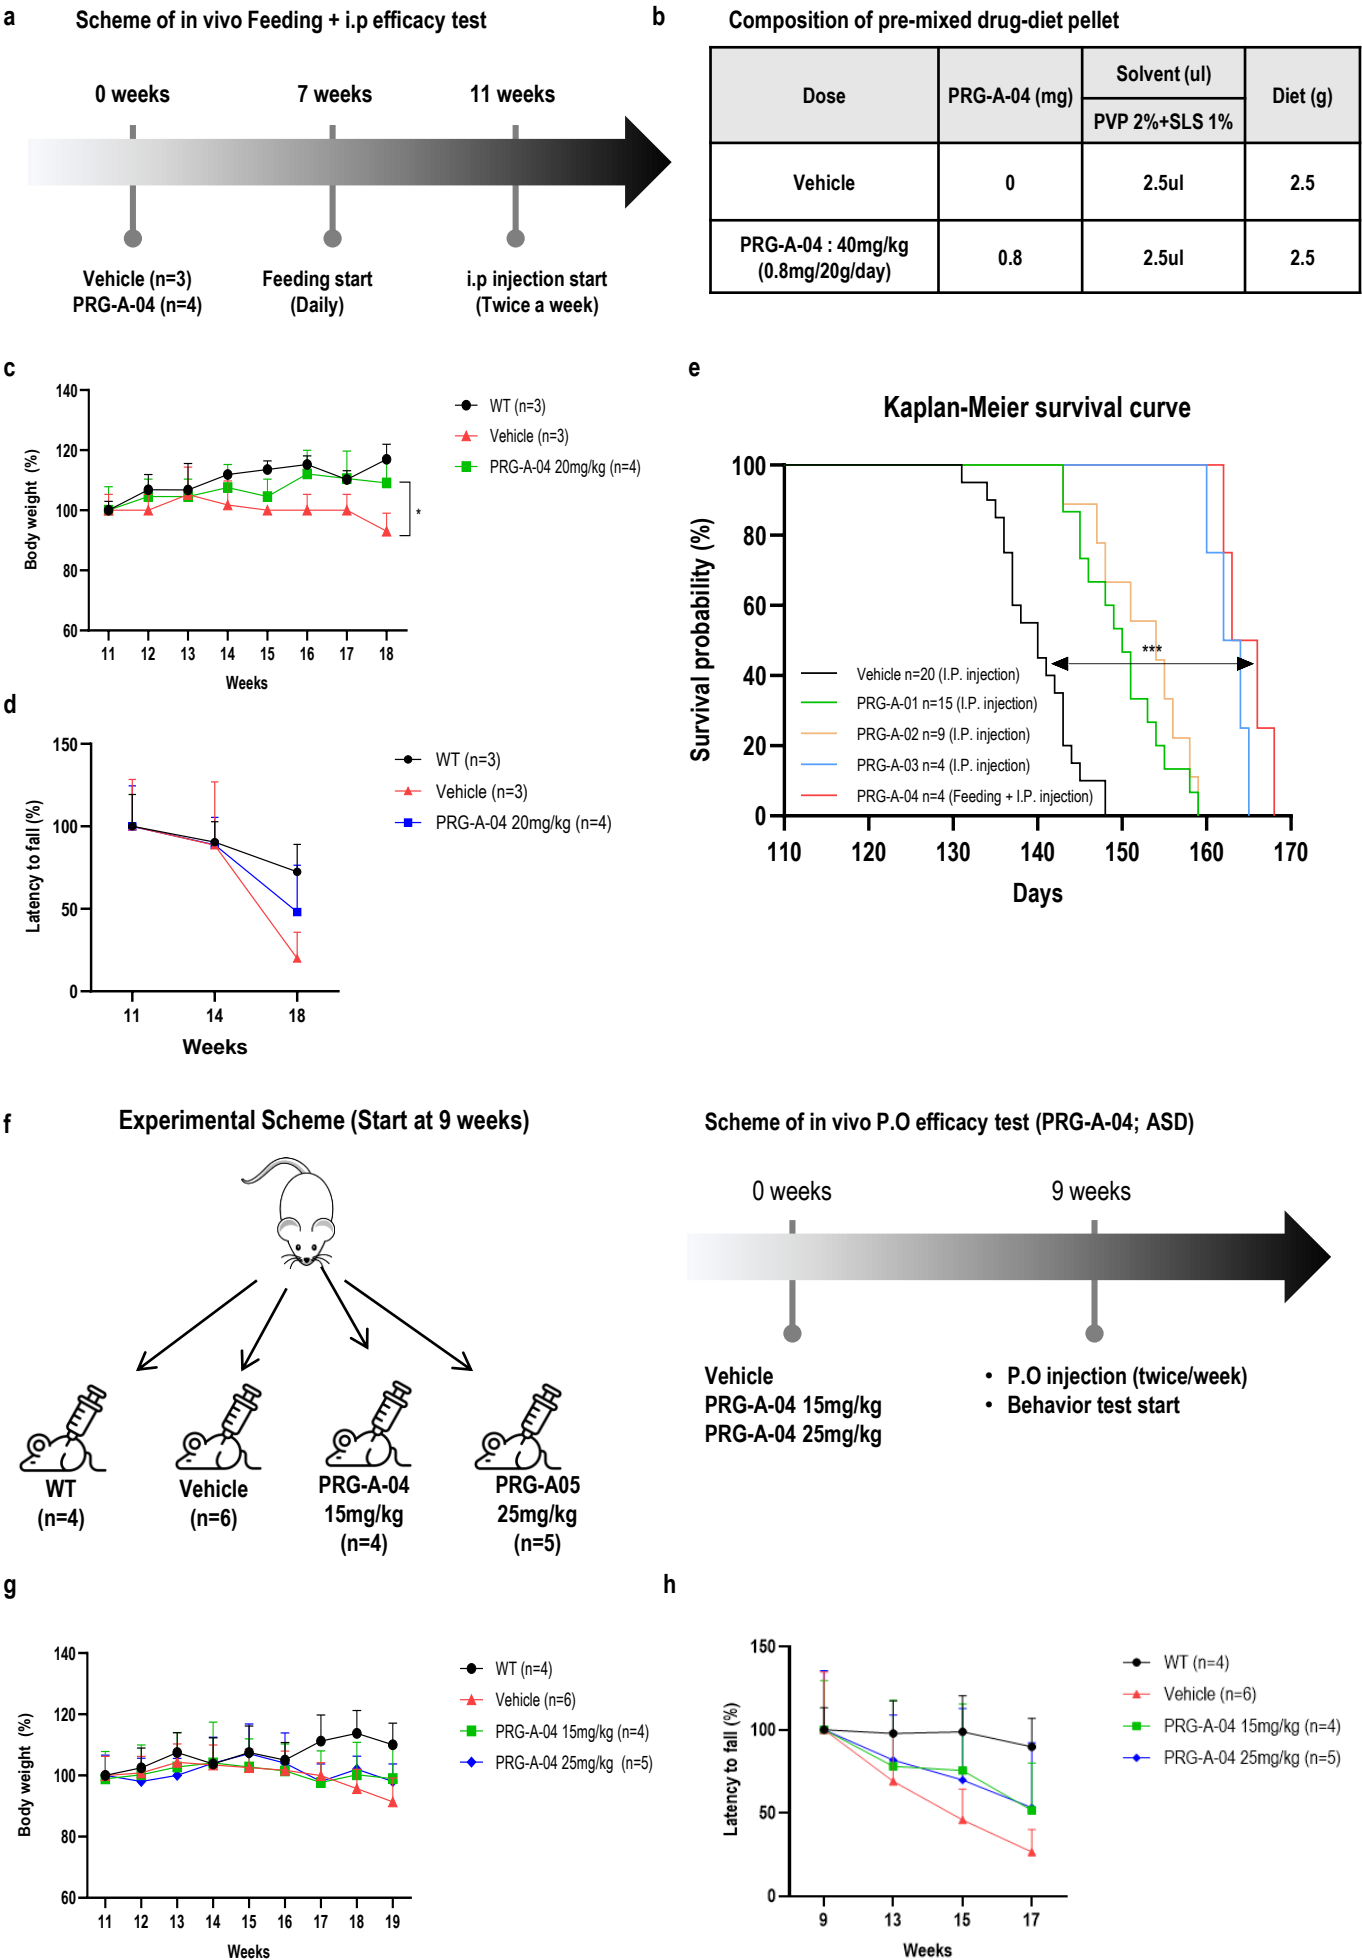 a
Scheme of in vivo Feeding + i.p efficacy test
0 weeks
7 weeks
11 weeks
Vehicle (n=3)
PRG-A-04 (n=4)
Feeding start
(Daily)
i.p injection start
(Twice a week)
b
Composition of pre-mixed drug-diet pellet
Dose
PRG-A-04 (mg)
Solvent (ul)
PVP 2%+SLS 1%
Diet (g)
Vehicle
0
2.5ul
2.5
PRG-A-04 : 40mg/kg
(0.8mg/20g/day)
0.8
2.5ul
2.5
c
Body weight (%)
140
120
100
80
60
11 12 13 14 15 16 17 18
Weeks
WT (n=3)
Vehicle (n=3)
PRG-A-04 20mg/kg (n=4)
*
d
Latency to fall (%)
150
100
50
0
11 14 18
Weeks
WT (n=3)
Vehicle (n=3)
PRG-A-04 20mg/kg (n=4)
e
Kaplan-Meier survival curve
Survival probability (%)
100
80
60
40
20
0
110 120 130 140 150 160 170
Days
***
Vehicle n=20 (I.P. injection)
PRG-A-01 n=15 (I.P. injection)
PRG-A-02 n=9 (I.P. injection)
PRG-A-03 n=4 (I.P. injection)
PRG-A-04 n=4 (Feeding + I.P. injection)
f
Experimental Scheme (Start at 9 weeks)
WT
(n=4)
Vehicle
(n=6)
PRG-A-04
15mg/kg
(n=4)
PRG-A05
25mg/kg
(n=5)
Scheme of in vivo P.O efficacy test (PRG-A-04; ASD)
0 weeks
9 weeks
Vehicle
PRG-A-04 15mg/kg
PRG-A-04 25mg/kg
• P.O injection (twice/week)
• Behavior test start
g
Body weight (%)
140
120
100
80
60
11 12 13 14 15 16 17 18 19
Weeks
WT (n=4)
Vehicle (n=6)
PRG-A-04 15mg/kg (n=4)
PRG-A-04 25mg/kg (n=5)
h
Latency to fall (%)
150
100
50
0
9 13 15 17
Weeks
WT (n=4)
Vehicle (n=6)
PRG-A-04 15mg/kg (n=4)
PRG-A-04 25mg/kg (n=5)